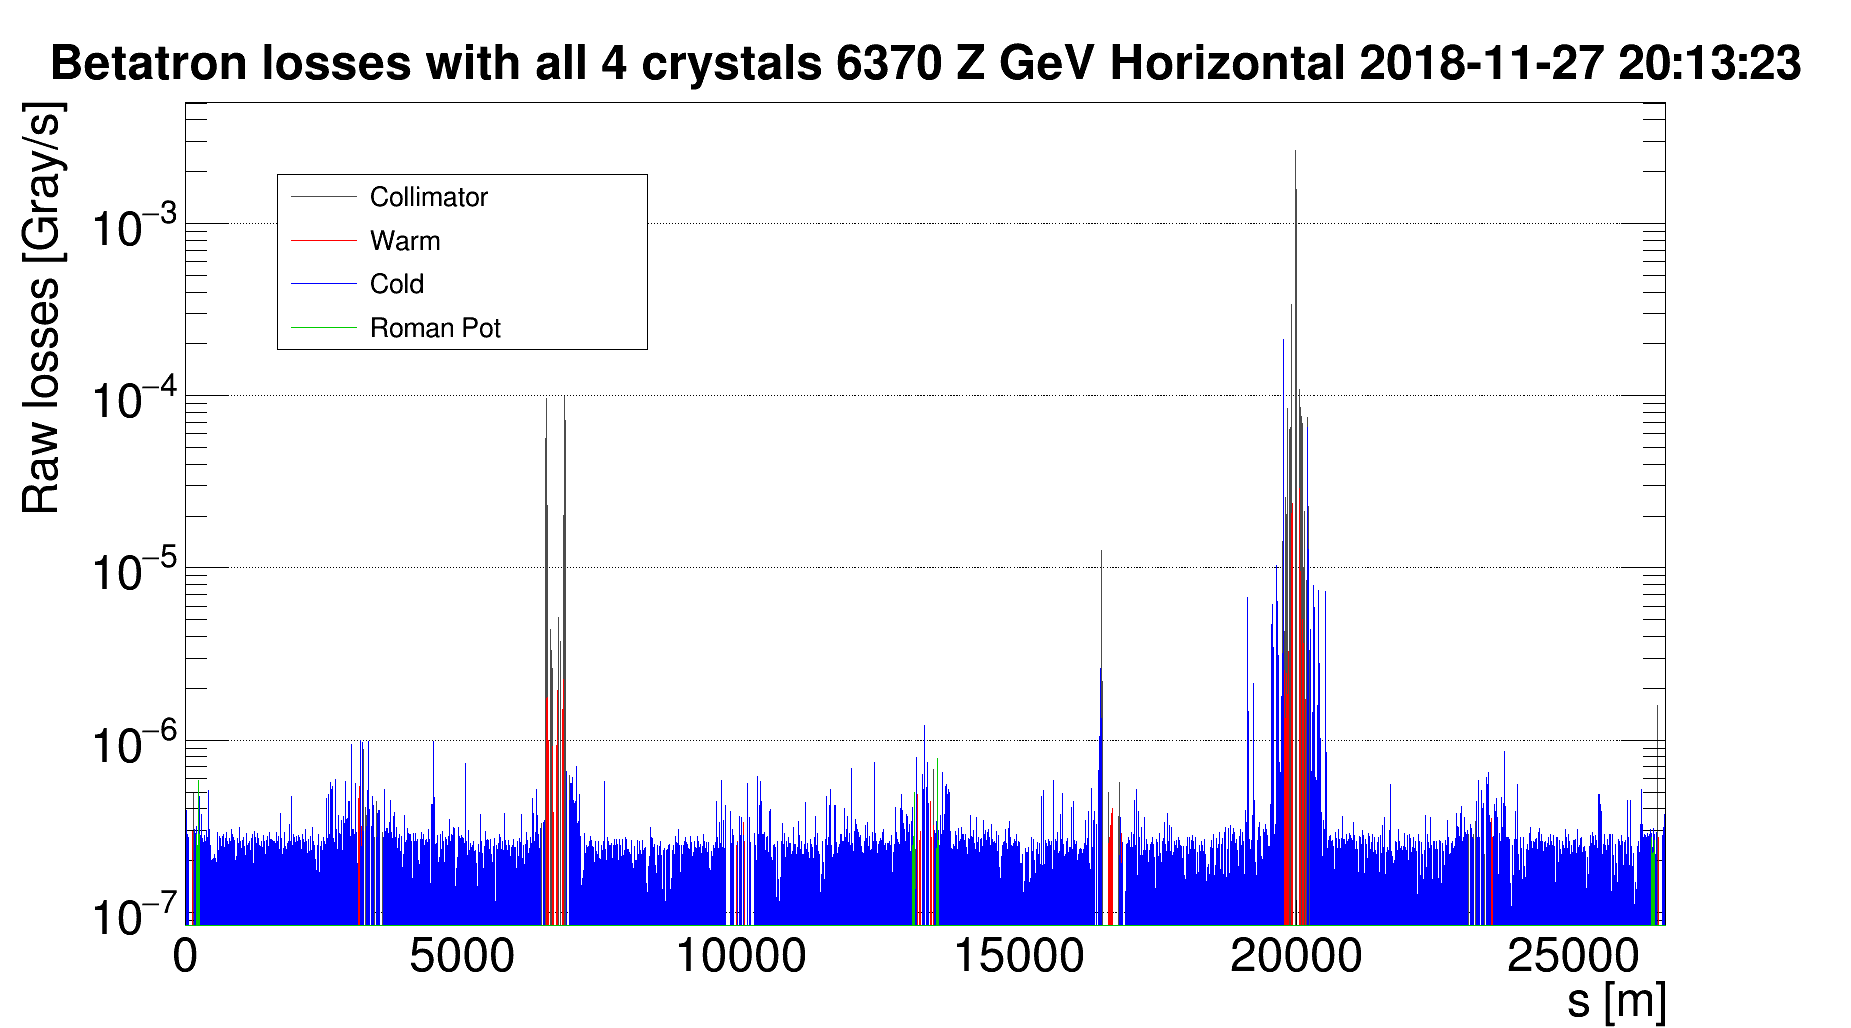 Betatron losses with all 4 crystals 6370 Z GeV Horizontal 2018-11-27 20:13:23
Raw losses [Gray/s]
Collimator
Warm
Cold
Roman Pot
10⁻³
10⁻⁴
10⁻⁵
10⁻⁶
10⁻⁷
0 5000 10000 15000 20000 25000
s [m]